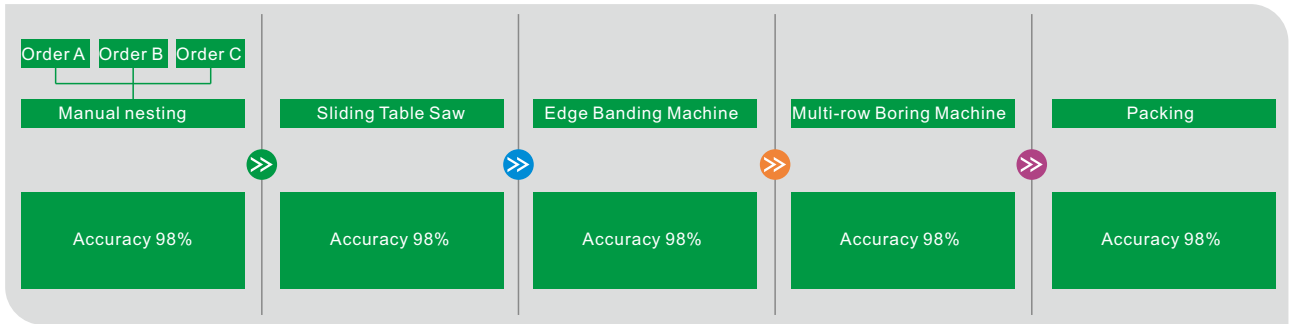 Order A
Order B
Order C
Manual nesting
Sliding Table Saw
Edge Banding Machine
Multi-row Boring Machine
Packing
Accuracy 98%
Accuracy 98%
Accuracy 98%
Accuracy 98%
Accuracy 98%